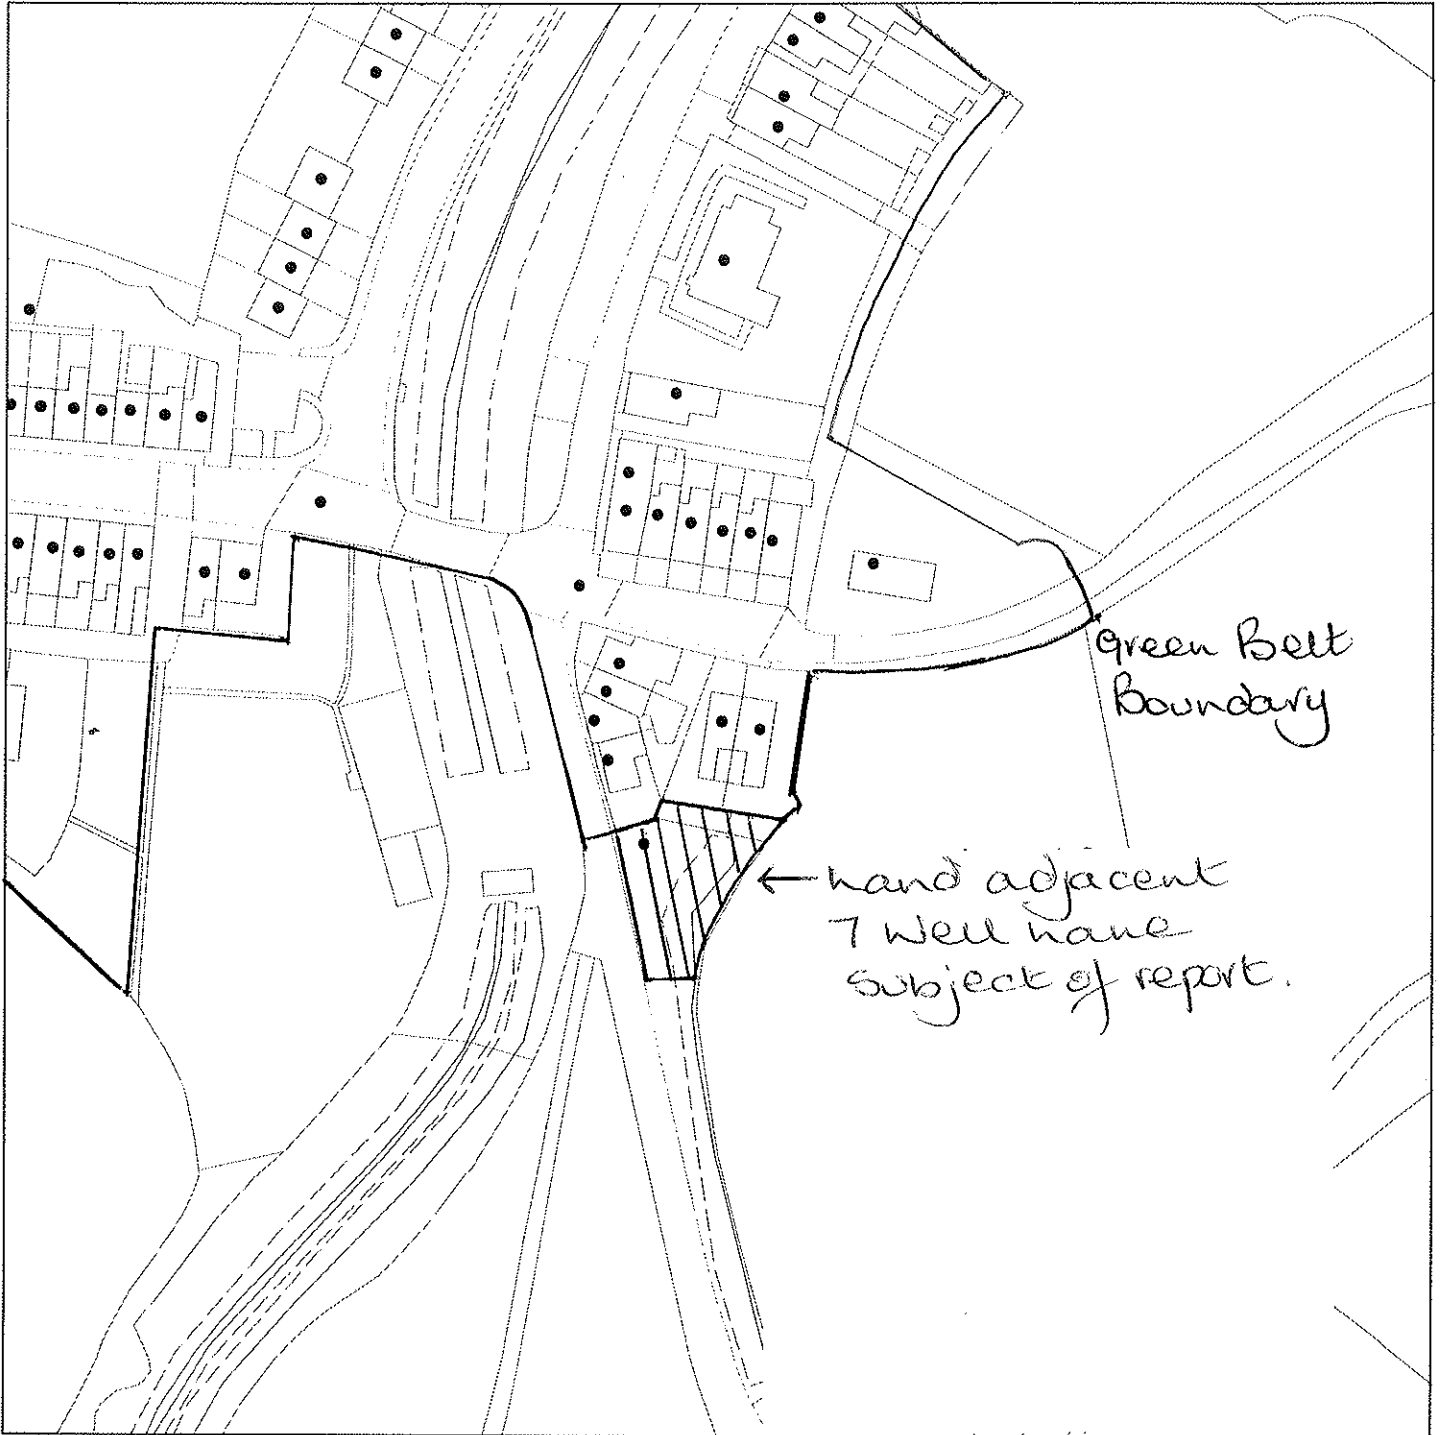 Green Belt
Boundary
← Land adjacent
7 Well Lane
subject of report.